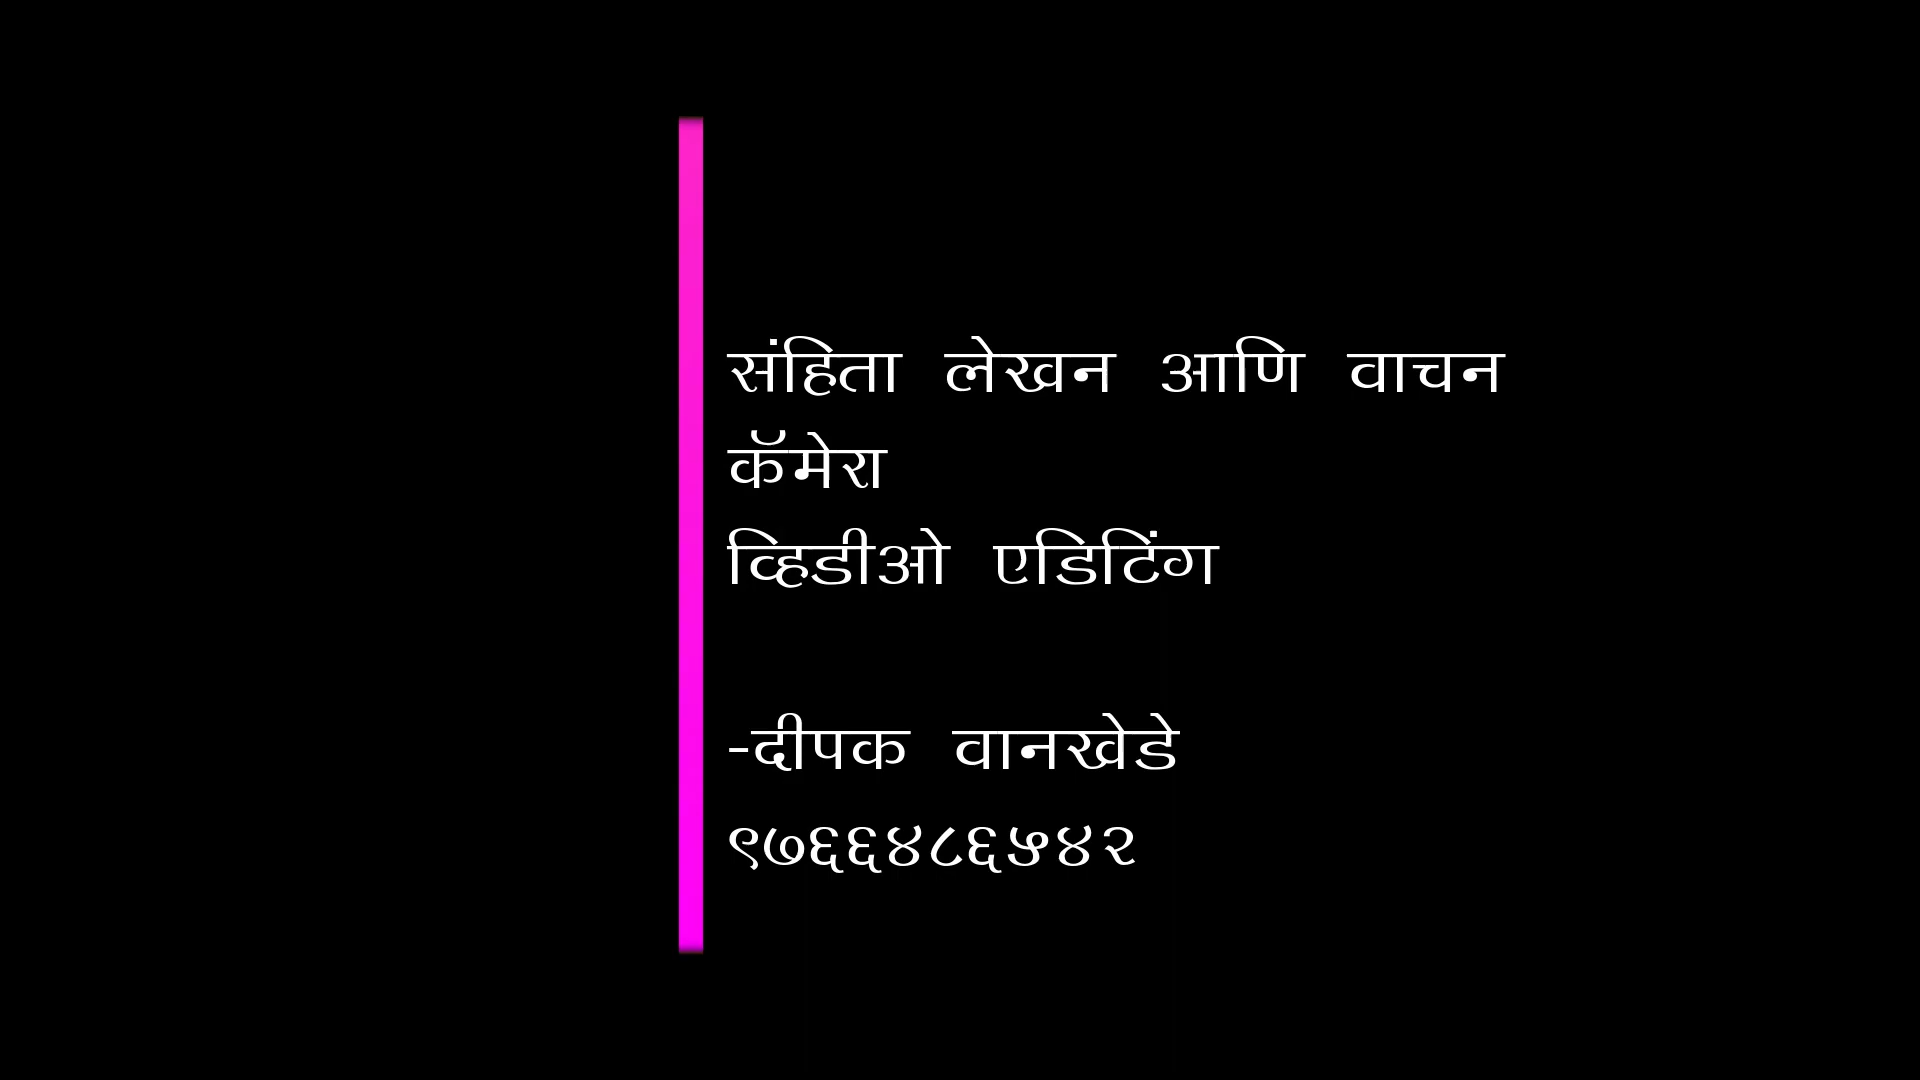 संहिता लेखन आणि वाचन
कॅमेरा
व्हिडीओ एडिटिंग
-दीपक वानखेडे
९७६६४८६५४२